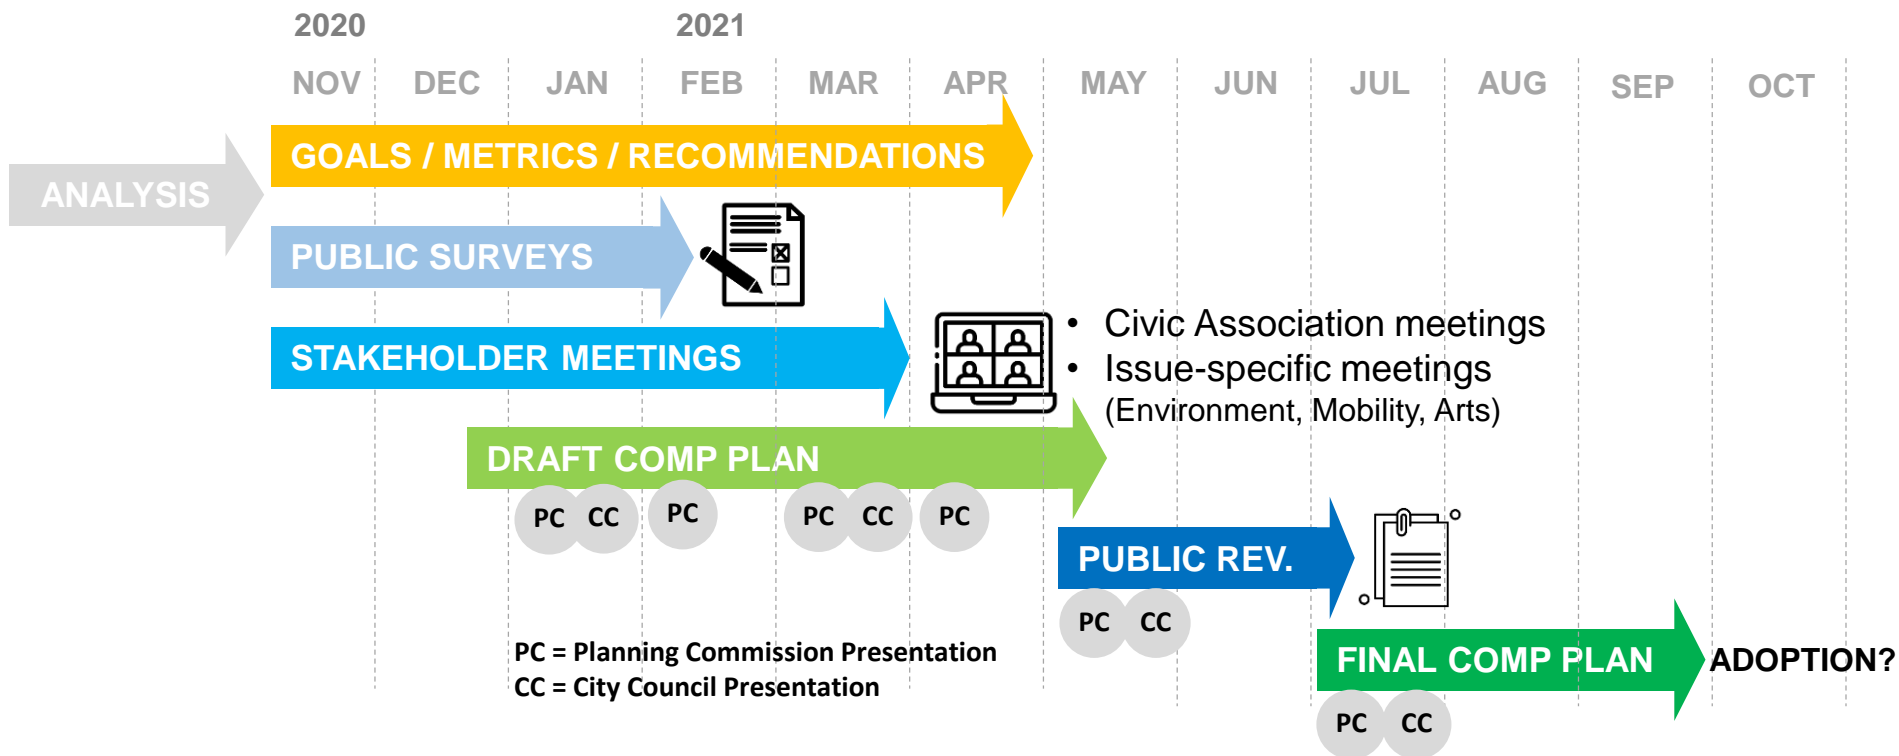 2020 2021
NOV DEC JAN FEB MAR APR MAY JUN JUL AUG SEP OCT
GOALS / METRICS / RECOMMENDATIONS
ANALYSIS
PUBLIC SURVEYS
• Civic Association meetings
STAKEHOLDER MEETINGS
• Issue-specific meetings
(Environment, Mobility, Arts)
DRAFT COMP PLAN
PC CC PC PC CC PC
PUBLIC REV.
PC CC
PC = Planning Commission Presentation
CC = City Council Presentation
FINAL COMP PLAN ADOPTION?
PC CC